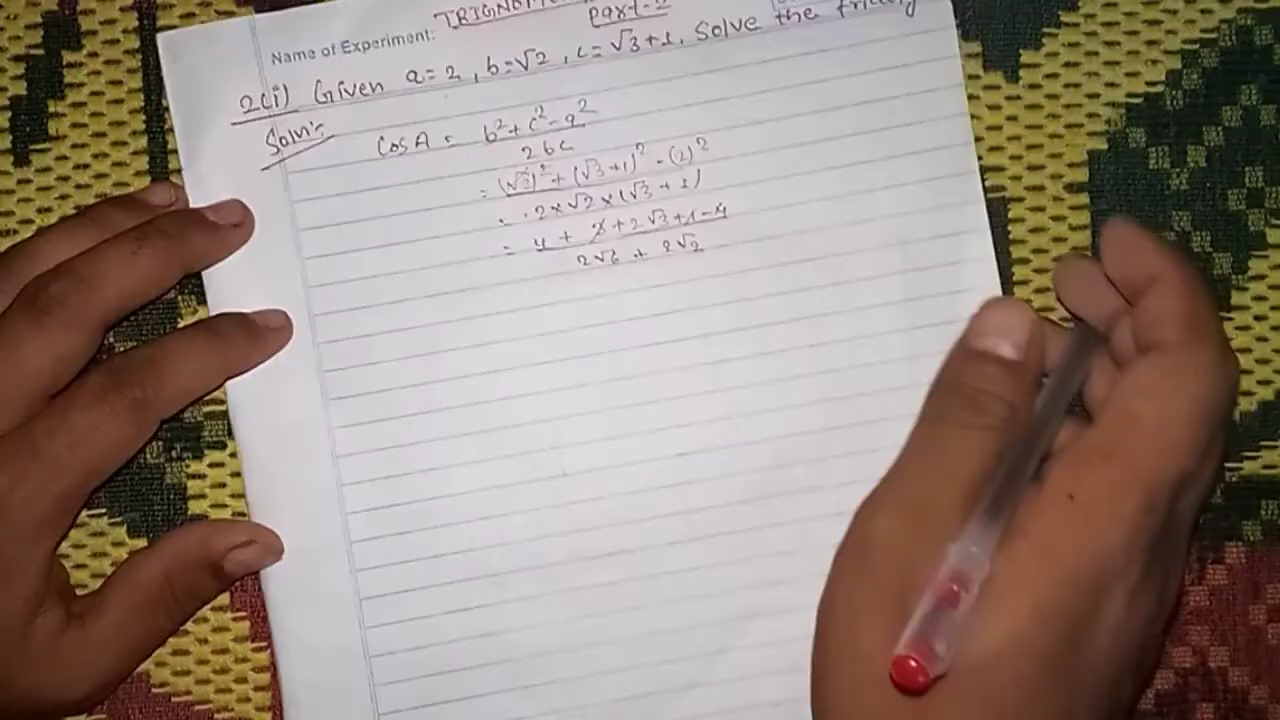 TRIGNOM
Name of Experiment: Part-2
2(i) Given a = 2, b = √2, c = √3 + 1. Solve the
Soln:
cos A = b² + c² - a² / 2bc
= (√2)² + (√3 + 1)² - (2)² / 2 × √2 × (√3 + 1)
= 4 + 2 + 2√3 + 1 - 4 / 2√6 + 2√2